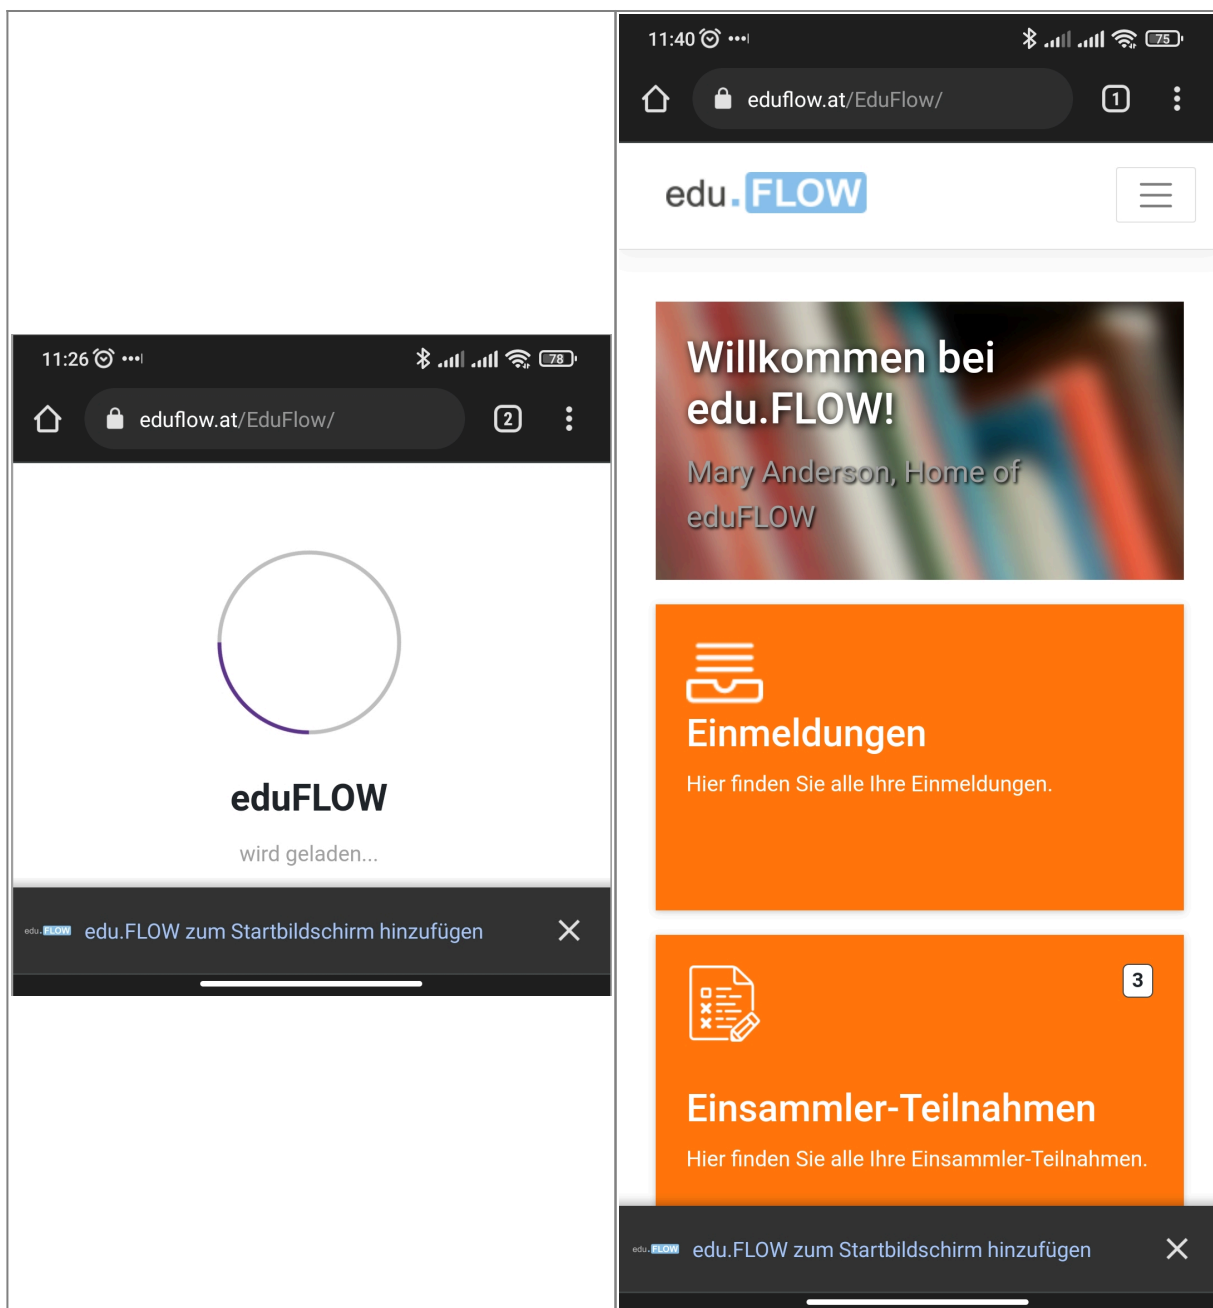 11:26
78
eduflow.at/EduFlow/
2
eduFLOW
wird geladen...
edu.FLOW edu.FLOW zum Startbildschirm hinzufügen
11:40
75
eduflow.at/EduFlow/
1
edu.FLOW
Willkommen bei
edu.FLOW!
Mary Anderson, Home of
eduFLOW
Einmeldungen
Hier finden Sie alle Ihre Einmeldungen.
3
Einsammler-Teilnahmen
Hier finden Sie alle Ihre Einsammler-Teilnahmen.
edu.FLOW edu.FLOW zum Startbildschirm hinzufügen